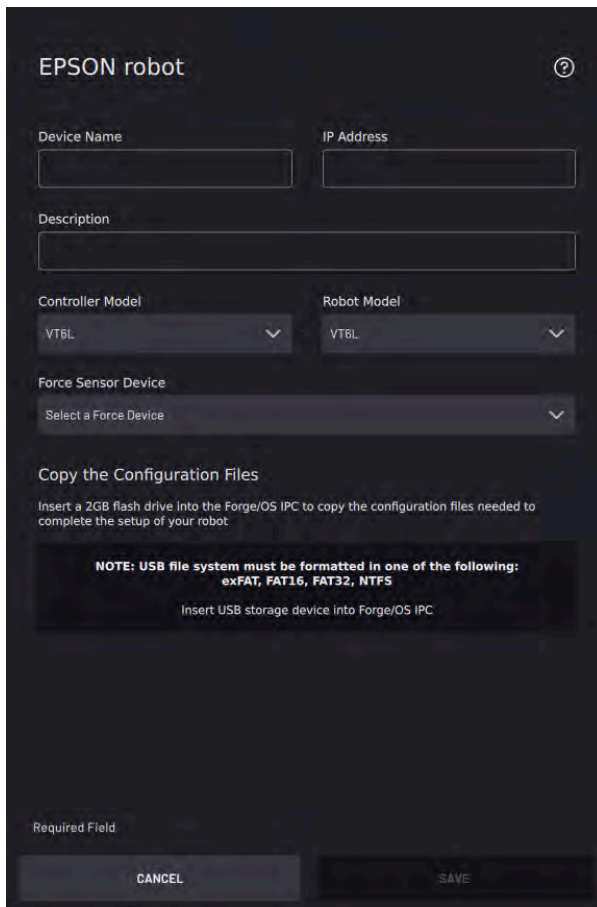 EPSON robot
Device Name
IP Address
Description
Controller Model
Robot Model
VT6L
VT6L
Force Sensor Device
Select a Force Device
Copy the Configuration Files
Insert a 2GB flash drive into the Forge/OS IPC to copy the configuration files needed to
complete the setup of your robot
NOTE: USB file system must be formatted in one of the following:
exFAT, FAT16, FAT32, NTFS
Insert USB storage device into Forge/OS IPC
Required Field
CANCEL
SAVE